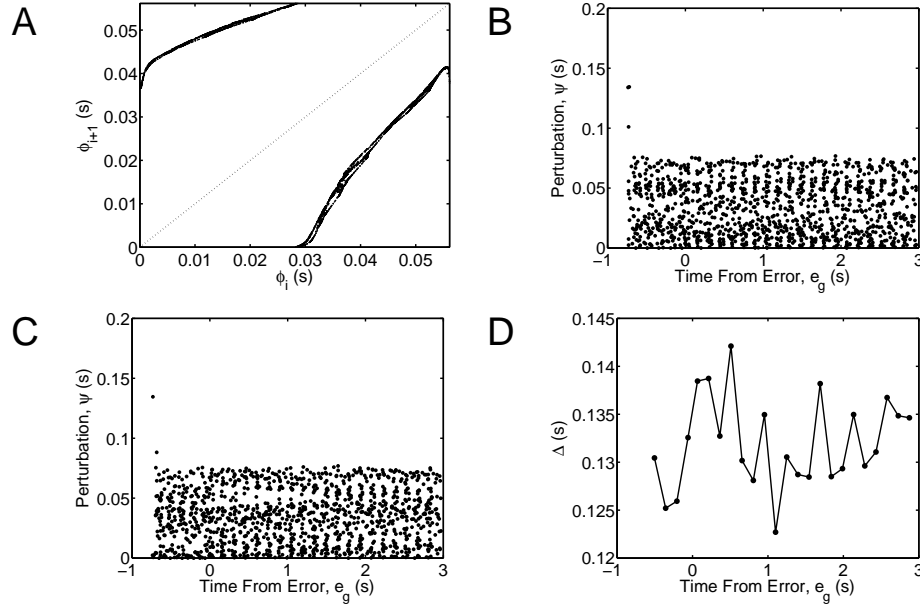 A
0.05
0.04
0.03
0.02
0.01
0
ϕi+1 (s)
0 0.01 0.02 0.03 0.04 0.05
ϕi (s)
B
0.2
0.15
0.1
0.05
0
Perturbation, ψ (s)
−1 0 1 2 3
Time From Error, eg (s)
C
0.2
0.15
0.1
0.05
0
Perturbation, ψ (s)
−1 0 1 2 3
Time From Error, eg (s)
D
0.145
0.14
0.135
0.13
0.125
0.12
Δ (s)
−1 0 1 2 3
Time From Error, eg (s)